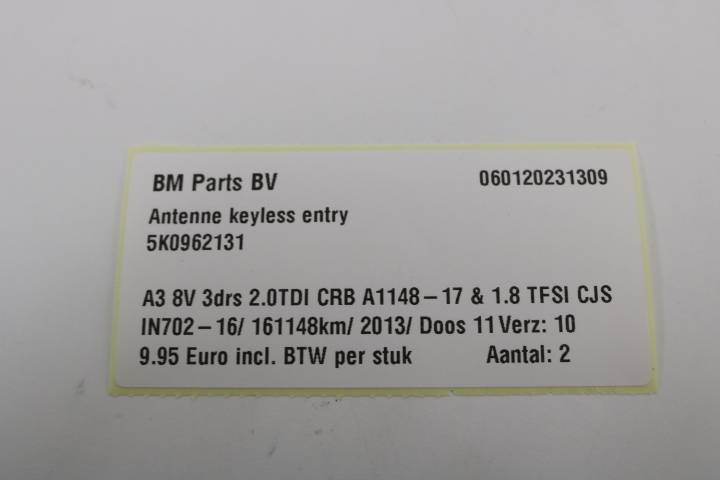 BM Parts BV 060120231309
Antenne keyless entry
5K0962131
A3 8V 3drs 2.0TDI CRB A1148-17 & 1.8 TFSI CJS
IN702-16/ 161148km/ 2013/ Doos 11 Verz: 10
9.95 Euro incl. BTW per stuk Aantal: 2